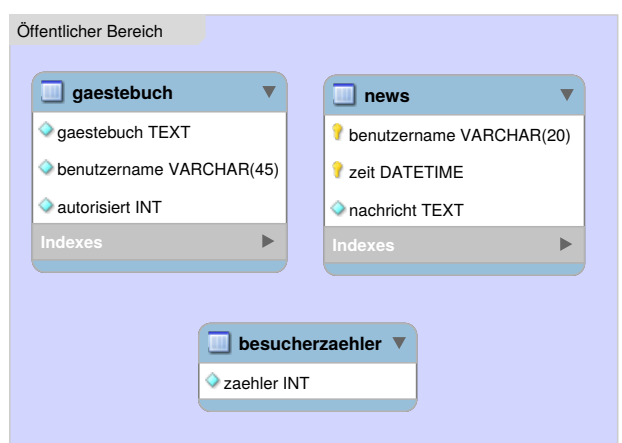 Öffentlicher Bereich
gaestebuch
gaestebuch TEXT
benutzername VARCHAR(45)
autorisiert INT
Indexes
news
benutzername VARCHAR(20)
zeit DATETIME
nachricht TEXT
Indexes
besucherzaehler
zaehler INT